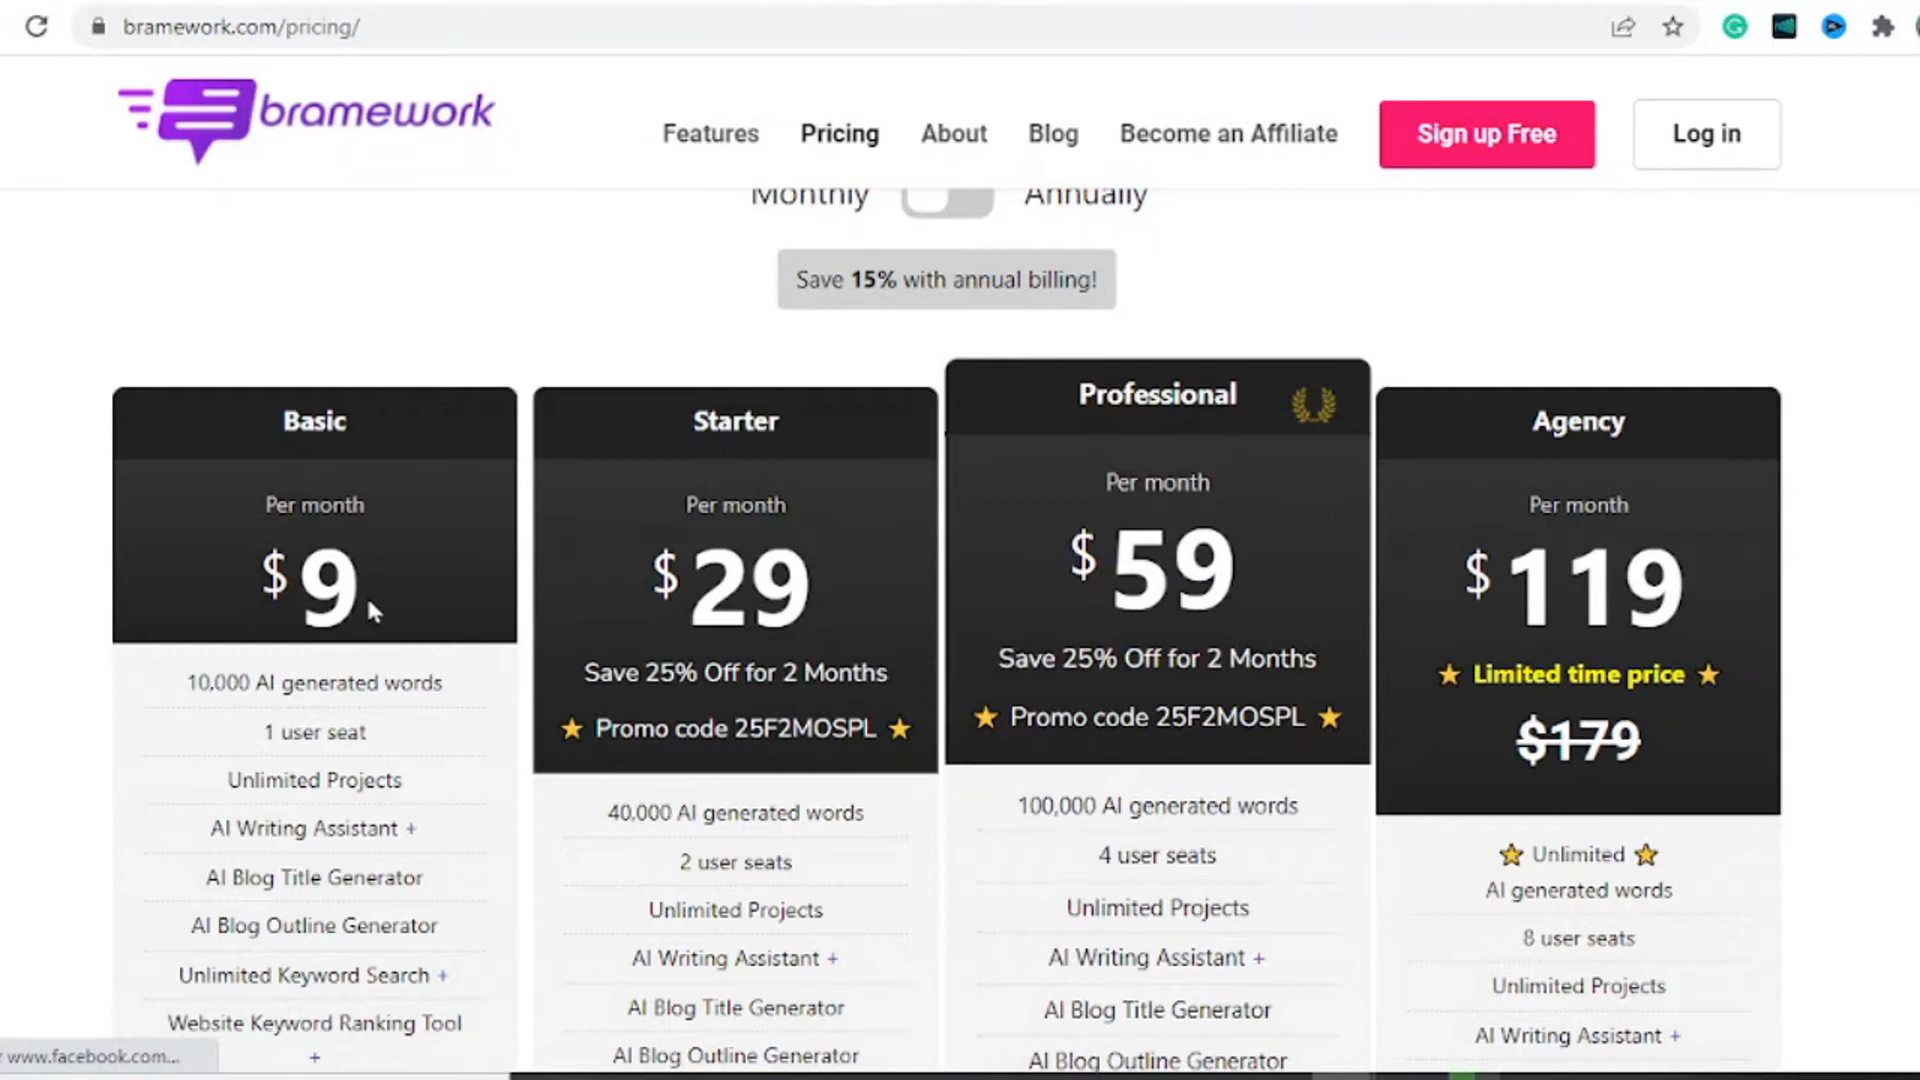 bramework.com/pricing/
bramework
Features
Pricing
About
Blog
Become an Affiliate
Sign up Free
Log in
Monthly
Annually
Save 15% with annual billing!
Basic
Per month
$ 9
10,000 AI generated words
1 user seat
Unlimited Projects
AI Writing Assistant +
AI Blog Title Generator
AI Blog Outline Generator
Unlimited Keyword Search +
Website Keyword Ranking Tool
+
Starter
Per month
$ 29
Save 25% Off for 2 Months
Promo code 25F2MOSPL
40,000 AI generated words
2 user seats
Unlimited Projects
AI Writing Assistant +
AI Blog Title Generator
AI Blog Outline Generator
Professional
Per month
$ 59
Save 25% Off for 2 Months
Promo code 25F2MOSPL
100,000 AI generated words
4 user seats
Unlimited Projects
AI Writing Assistant +
AI Blog Title Generator
AI Blog Outline Generator
Agency
Per month
$ 119
Limited time price
$179
Unlimited
AI generated words
8 user seats
Unlimited Projects
AI Writing Assistant +
www.facebook.com...